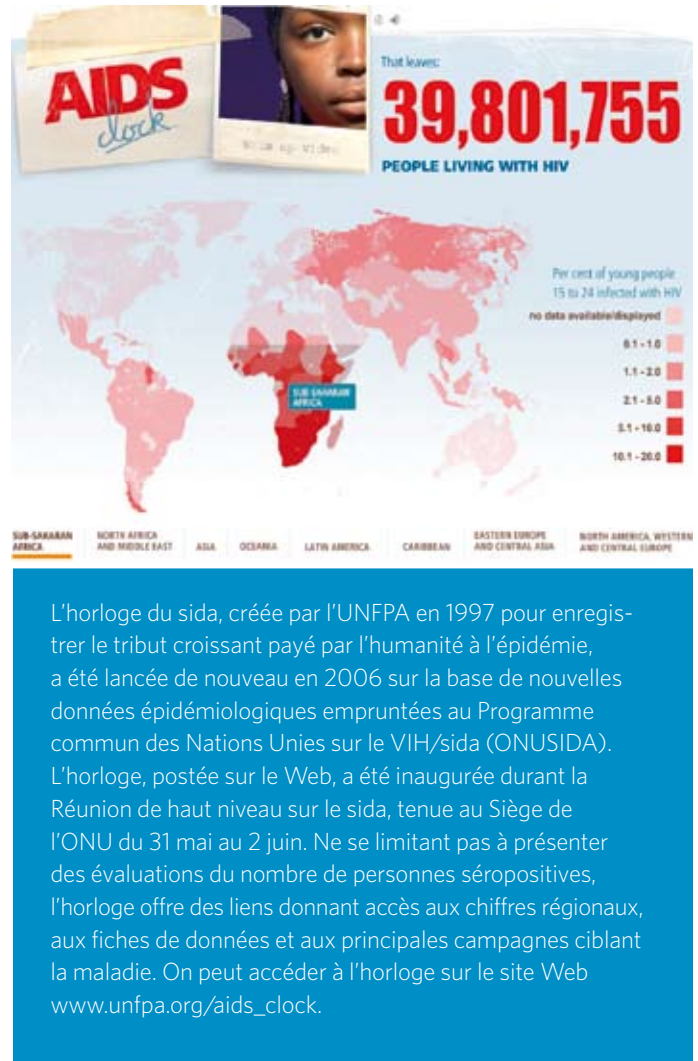 AIDS
clock
That leaves:
39,801,755
PEOPLE LIVING WITH HIV
Per cent of young people
15 to 24 infected with HIV
no data available/displayed
0.1 - 1.0
1.1 - 2.0
2.1 - 5.0
5.1 - 10.0
10.1 - 20.0
SUB-SAHARAN
AFRICA
SUB-SAHARAN
AFRICA
NORTH AFRICA
AND MIDDLE EAST
ASIA
OCEANIA
LATIN AMERICA
CARIBBEAN
EASTERN EUROPE
AND CENTRAL ASIA
NORTH AMERICA, WESTERN
AND CENTRAL EUROPE
L’horloge du sida, créée par l’UNFPA en 1997 pour enregis-
trer le tribut croissant payé par l’humanité à l’épidémie,
a été lancée de nouveau en 2006 sur la base de nouvelles
données épidémiologiques empruntées au Programme
commun des Nations Unies sur le VIH/sida (ONUSIDA).
L’horloge, postée sur le Web, a été inaugurée durant la
Réunion de haut niveau sur le sida, tenue au Siège de
l’ONU du 31 mai au 2 juin. Ne se limitant pas à présenter
des évaluations du nombre de personnes séropositives,
l’horloge offre des liens donnant accès aux chiffres régionaux,
aux fiches de données et aux principales campagnes ciblant
la maladie. On peut accéder à l’horloge sur le site Web
www.unfpa.org/aids_clock.